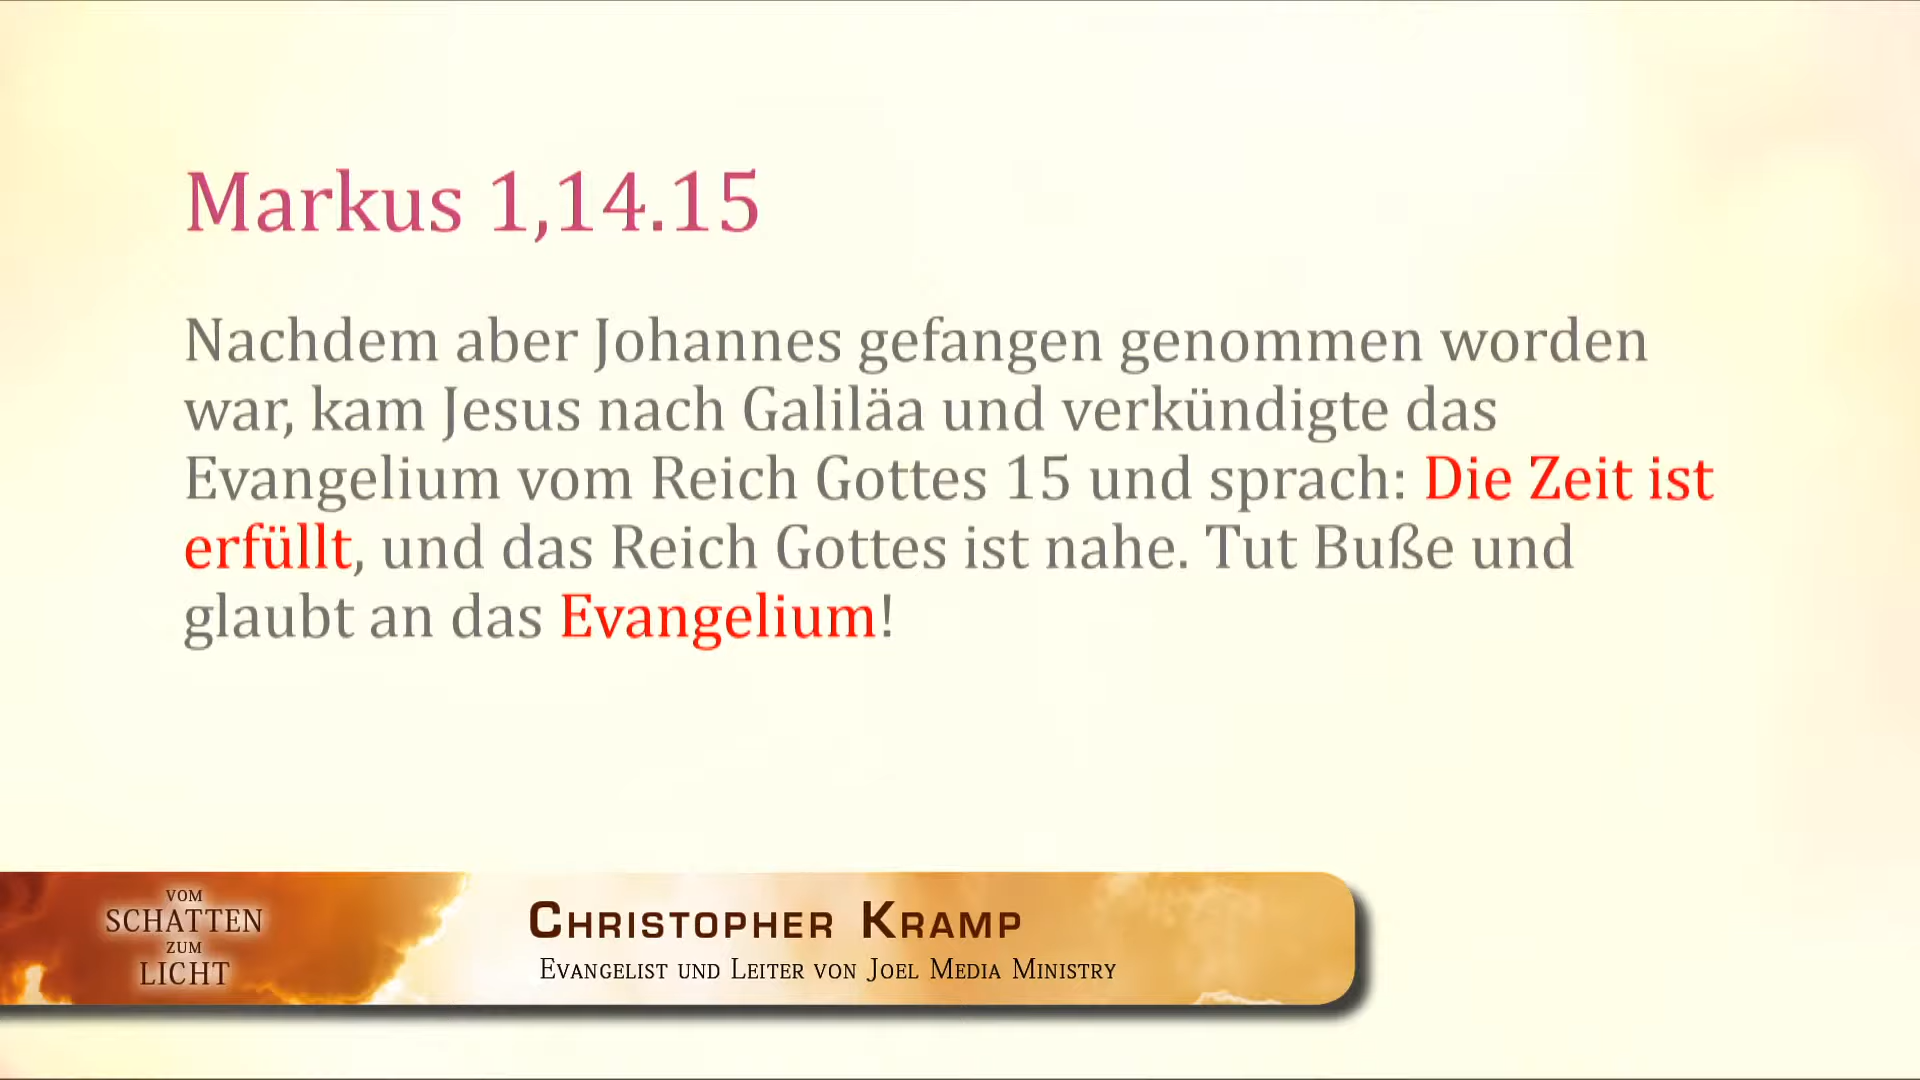 Markus 1,14.15
Nachdem aber Johannes gefangen genommen worden
war, kam Jesus nach Galiläa und verkündigte das
Evangelium vom Reich Gottes 15 und sprach: Die Zeit ist
erfüllt, und das Reich Gottes ist nahe. Tut Buße und
glaubt an das Evangelium!
VOM
SCHATTEN
ZUM
LICHT
CHRISTOPHER KRAMP
EVANGELIST UND LEITER VON JOEL MEDIA MINISTRY